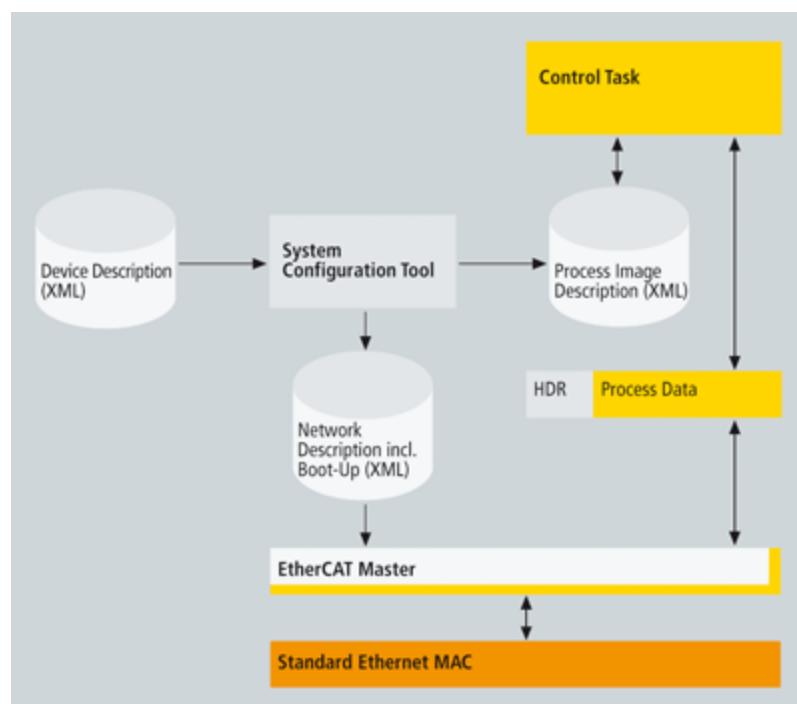 Control Task
Device Description
(XML)
System
Configuration Tool
Process Image
Description (XML)
HDR
Process Data
Network
Description incl.
Boot-Up (XML)
EtherCAT Master
Standard Ethernet MAC